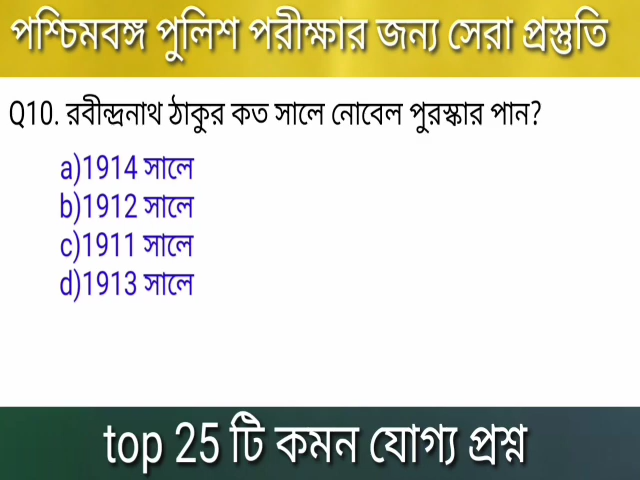 পশ্চিমবঙ্গ পুলিশ পরীক্ষার জন্য সেরা প্রস্তুতি
Q10. রবীন্দ্রনাথ ঠাকুর কত সালে নোবেল পুরস্কার পান?
a)1914 সালে
b)1912 সালে
c)1911 সালে
d)1913 সালে
top 25 টি কমন যোগ্য প্রশ্ন